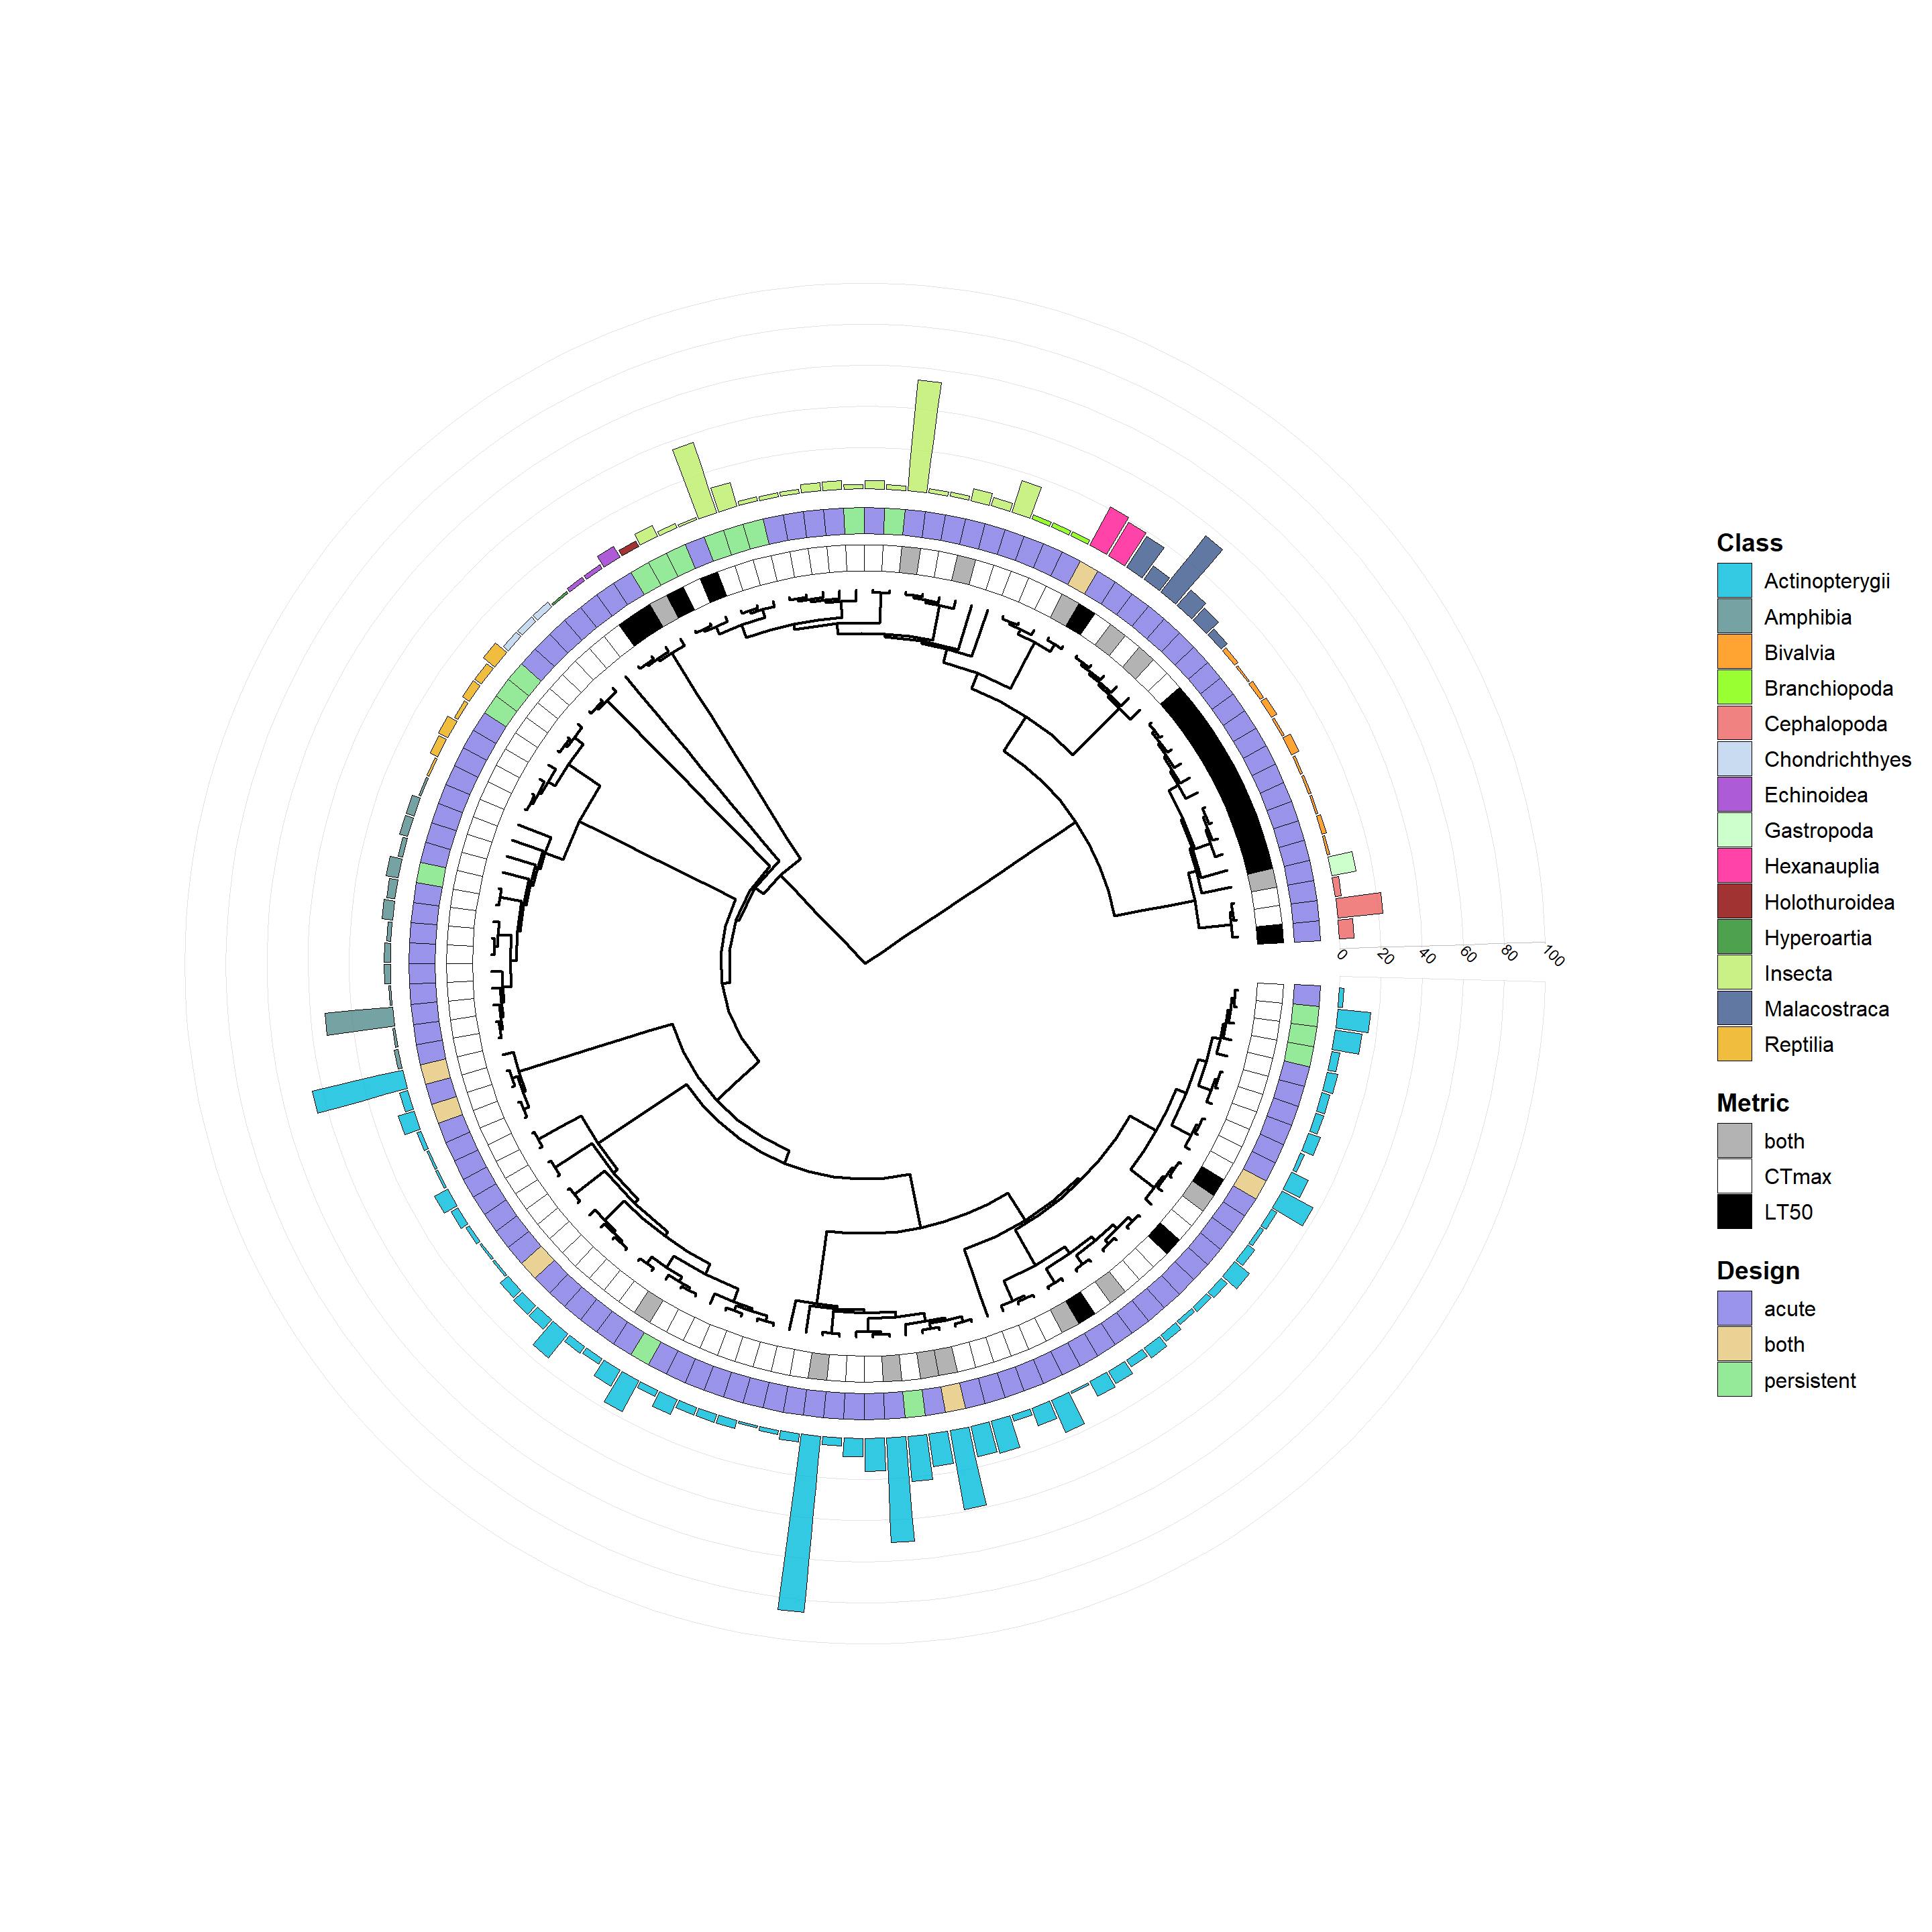 0
20
40
60
80
100
Class
Actinopterygii
Amphibia
Bivalvia
Branchiopoda
Cephalopoda
Chondrichthyes
Echinoidea
Gastropoda
Hexanauplia
Holothuroidea
Hyperoartia
Insecta
Malacostraca
Reptilia
Metric
both
CTmax
LT50
Design
acute
both
persistent